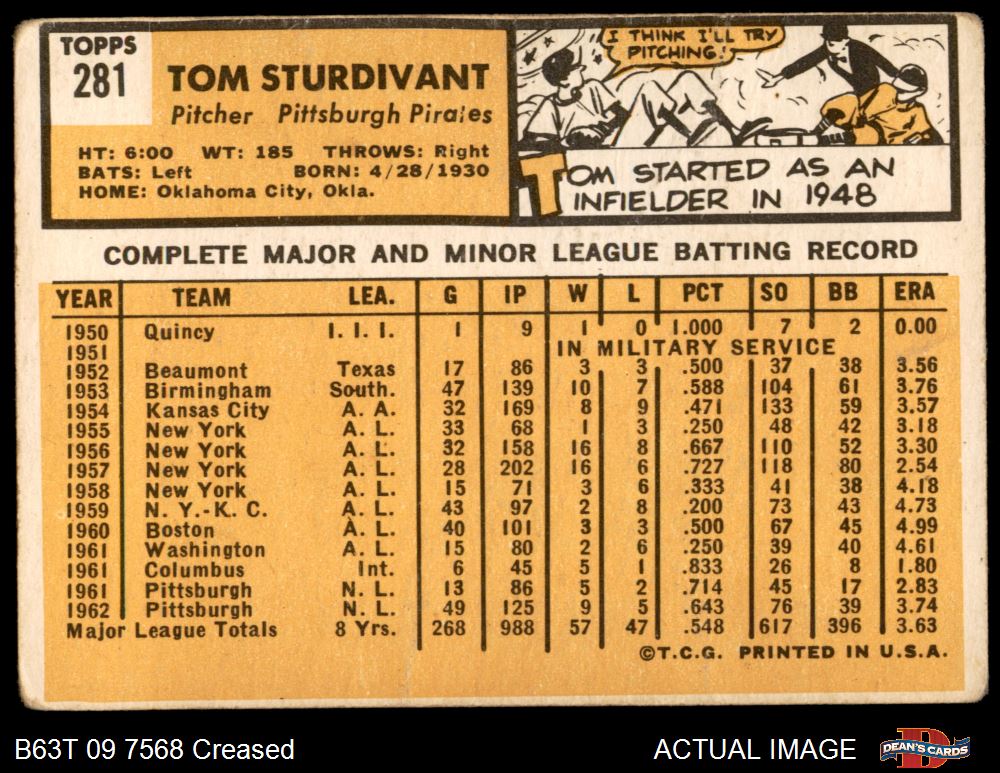 TOPPS
281
TOM STURDIVANT
Pitcher Pittsburgh Pirates
HT: 6:00 WT: 185 THROWS: Right
BATS: Left BORN: 4/28/1930
HOME: Oklahoma City, Okla.
I THINK I'LL TRY
PITCHING!
TOM STARTED AS AN
INFIELDER IN 1948
COMPLETE MAJOR AND MINOR LEAGUE BATTING RECORD
YEAR TEAM LEA. G IP W L PCT SO BB ERA
1950 Quincy I. I. I. 1 9 1 0 1.000 7 2 0.00
1951 IN MILITARY SERVICE
1952 Beaumont Texas 17 86 3 3 .500 37 38 3.56
1953 Birmingham South. 47 139 10 7 .588 104 61 3.76
1954 Kansas City A. A. 32 169 8 9 .471 133 59 3.57
1955 New York A. L. 33 68 1 3 .250 48 42 3.18
1956 New York A. L. 32 158 16 8 .667 110 52 3.30
1957 New York A. L. 28 202 16 6 .727 118 80 2.54
1958 New York A. L. 15 71 3 6 .333 41 38 4.18
1959 N. Y.-K. C. A. L. 43 97 2 8 .200 73 43 4.73
1960 Boston A. L. 40 101 3 3 .500 67 45 4.99
1961 Washington A. L. 15 80 2 6 .250 39 40 4.61
1961 Columbus Int. 6 45 5 1 .833 26 8 1.80
1961 Pittsburgh N. L. 13 86 5 2 .714 45 17 2.83
1962 Pittsburgh N. L. 49 125 9 5 .643 76 39 3.74
Major League Totals 8 Yrs. 268 988 57 47 .548 617 396 3.63
©T.C.G. PRINTED IN U.S.A.
B63T 09 7568 Creased ACTUAL IMAGE DEAN'S CARDS